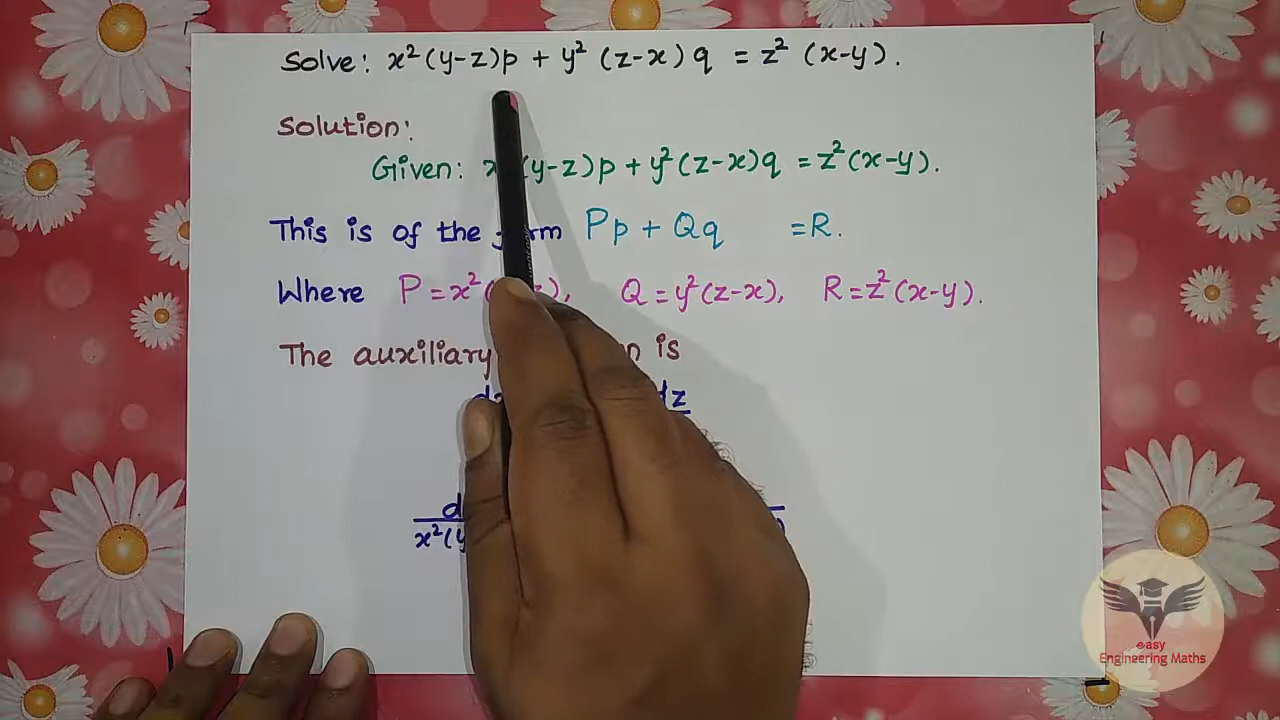 Solve: x²(y-z)p + y² (z-x) q = z² (x-y).
Solution:
Given: x (y-z)p + y²(z-x)q = z²(x-y).
This is of the Pp + Qq = R.
Where P = x² Q = y²(z-x), R = z²(x-y).
The auxiliary is
dz
x²(y
easy
Engineering Maths